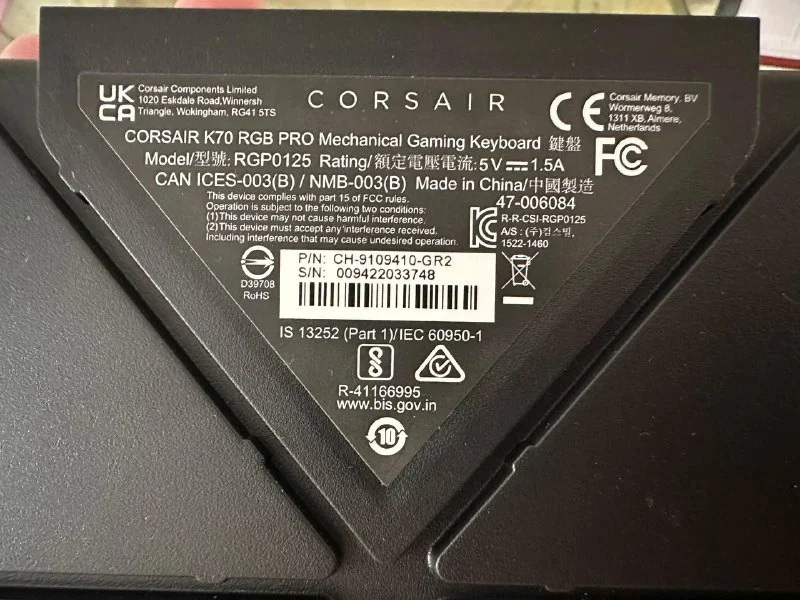 UK
CA
Corsair Components Limited
1020 Eskdale Road,Winnersh
Triangle, Wokingham, RG41 5TS
CORSAIR
CE
Corsair Memory, BV
Wormerweg 8,
1311 XB, Almere,
Netherlands
CORSAIR K70 RGB PRO Mechanical Gaming Keyboard 鍵盤
Model/型號: RGP0125 Rating/額定電壓電流: 5V⎓1.5A
FC
CAN ICES-003(B) / NMB-003(B) Made in China/中國製造
This device complies with part 15 of FCC rules.
Operation is subject to the following two conditions:
(1)This device may not cause harmful interference.
(2)This device must accept any interference received.
Including interference that may cause undesired operation.
47-006084
R-R-CSI-RGP0125
A/S : (주)컴스빌,
1522-1460
D39708
RoHS
P/N: CH-9109410-GR2
S/N: 009422033748
IS 13252 (Part 1)/IEC 60950-1
R-41166995
www.bis.gov.in
10